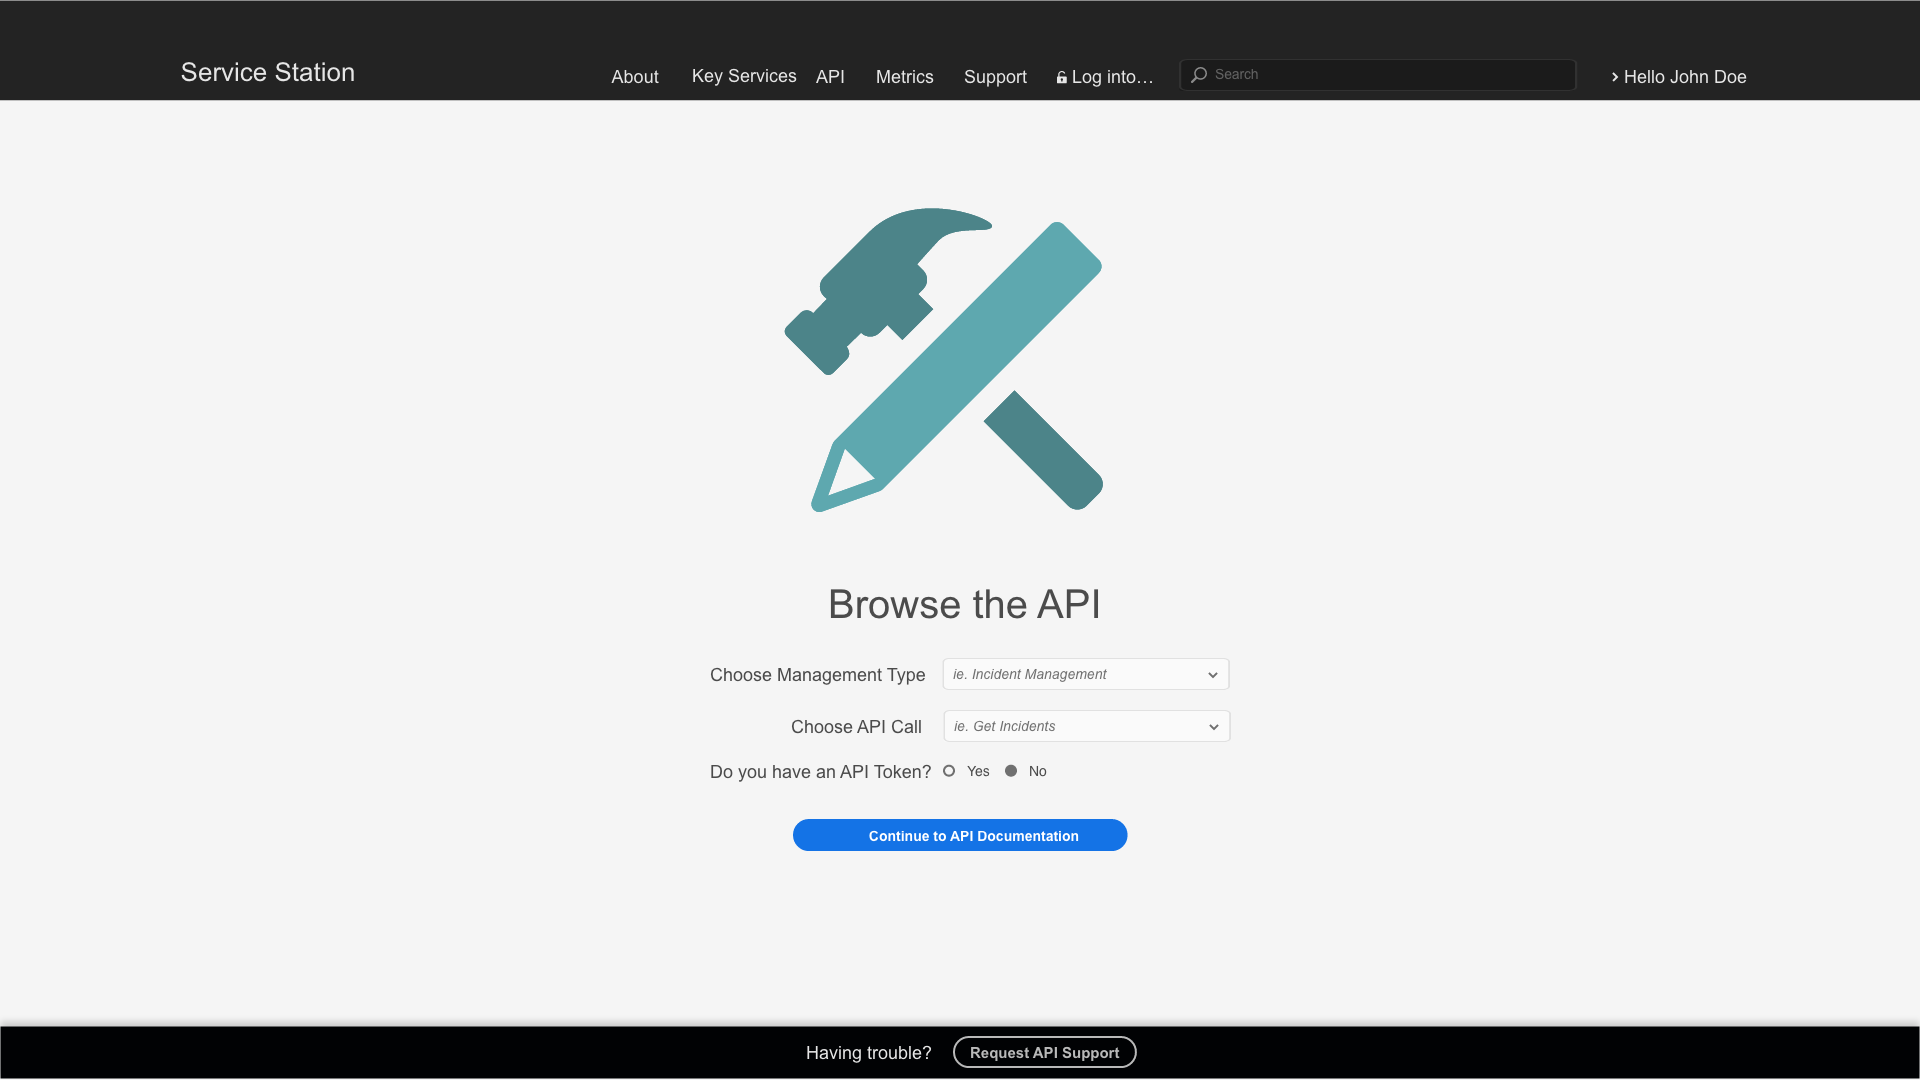 Service Station
About Key Services API Metrics Support Log into… Search Hello John Doe
Browse the API
Choose Management Type ie. Incident Management
Choose API Call ie. Get Incidents
Do you have an API Token? Yes No
Continue to API Documentation
Having trouble? Request API Support